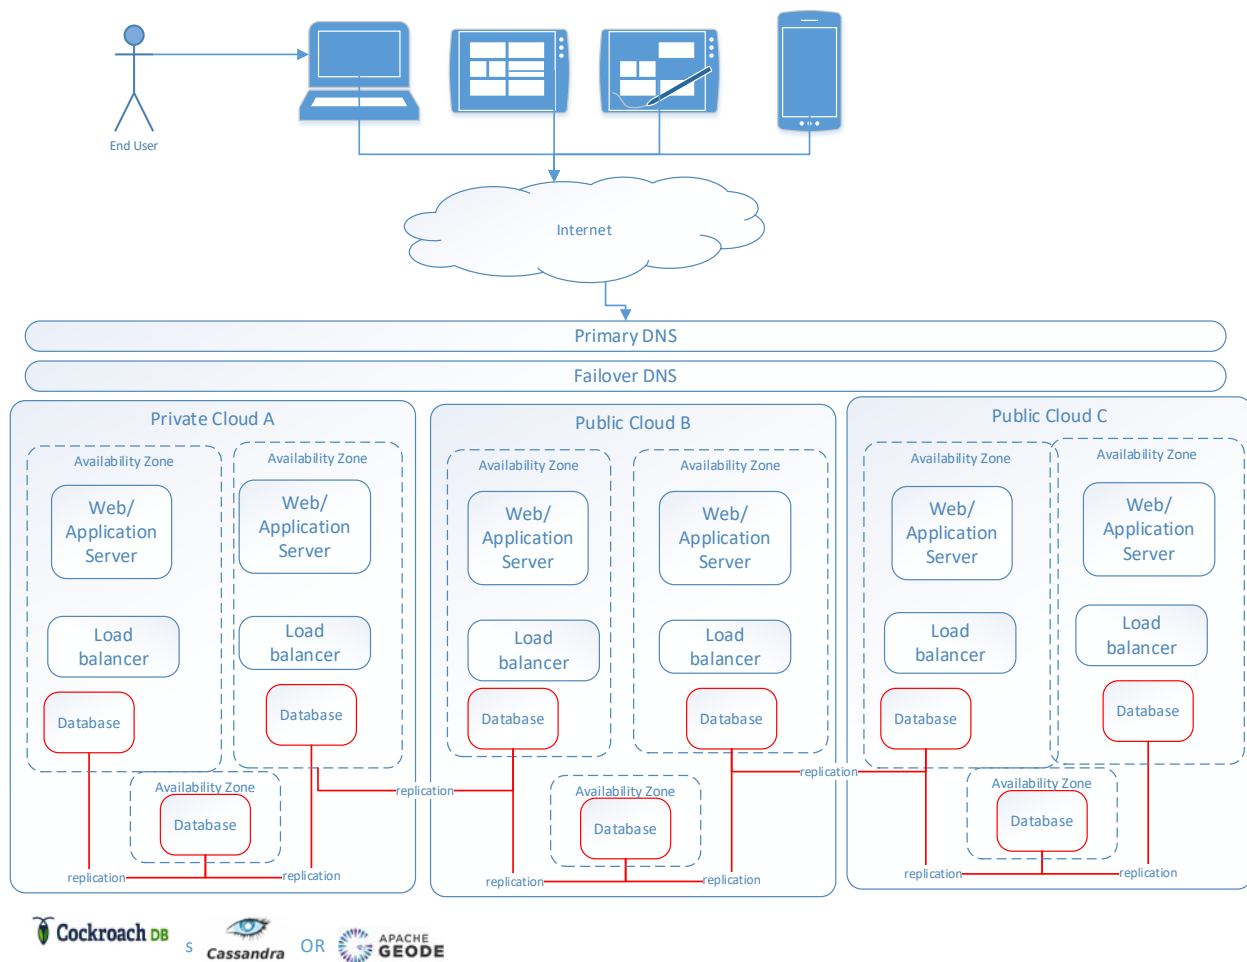 End User
Internet
Primary DNS
Failover DNS
Private Cloud A
Availability Zone
Web/
Application
Server
Load
balancer
Database
Availability Zone
Web/
Application
Server
Load
balancer
Database
Availability Zone
Database
replication
replication
replication
Public Cloud B
Availability Zone
Web/
Application
Server
Load
balancer
Database
Availability Zone
Web/
Application
Server
Load
balancer
Database
Availability Zone
Database
replication
replication
replication
Public Cloud C
Availability Zone
Web/
Application
Server
Load
balancer
Database
Availability Zone
Web/
Application
Server
Load
balancer
Database
Availability Zone
Database
replication
replication
Cockroach DB
s
Cassandra
OR
APACHE
GEODE